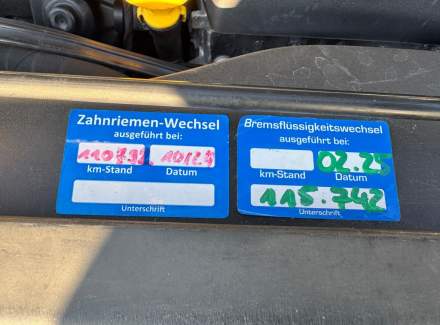 Zahnriemen-Wechsel
ausgeführt bei:
10/24
km-Stand Datum
Unterschrift
Bremsflüssigkeitswechsel
ausgeführt bei:
02.25
km-Stand Datum
115.742
Unterschrift